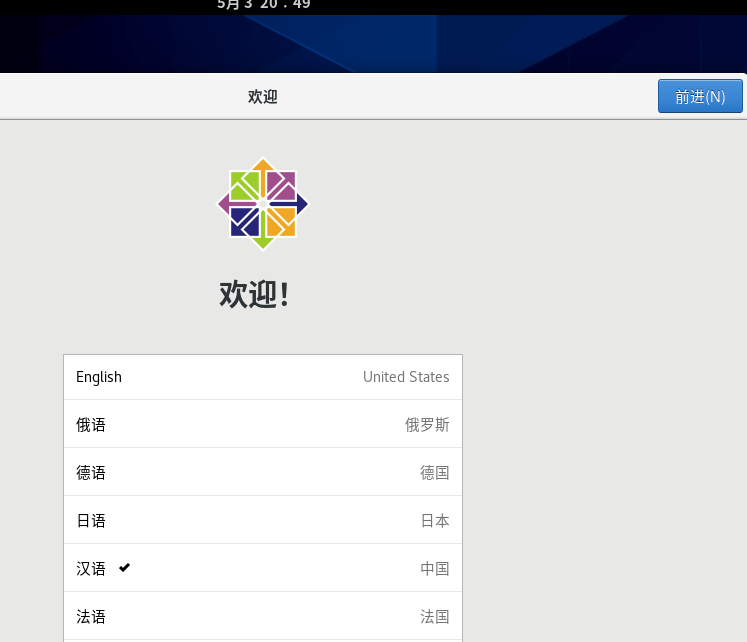 5月 3 20：49
欢迎
前进(N)
欢迎！
English United States
俄语 俄罗斯
德语 德国
日语 日本
汉语 ✔ 中国
法语 法国